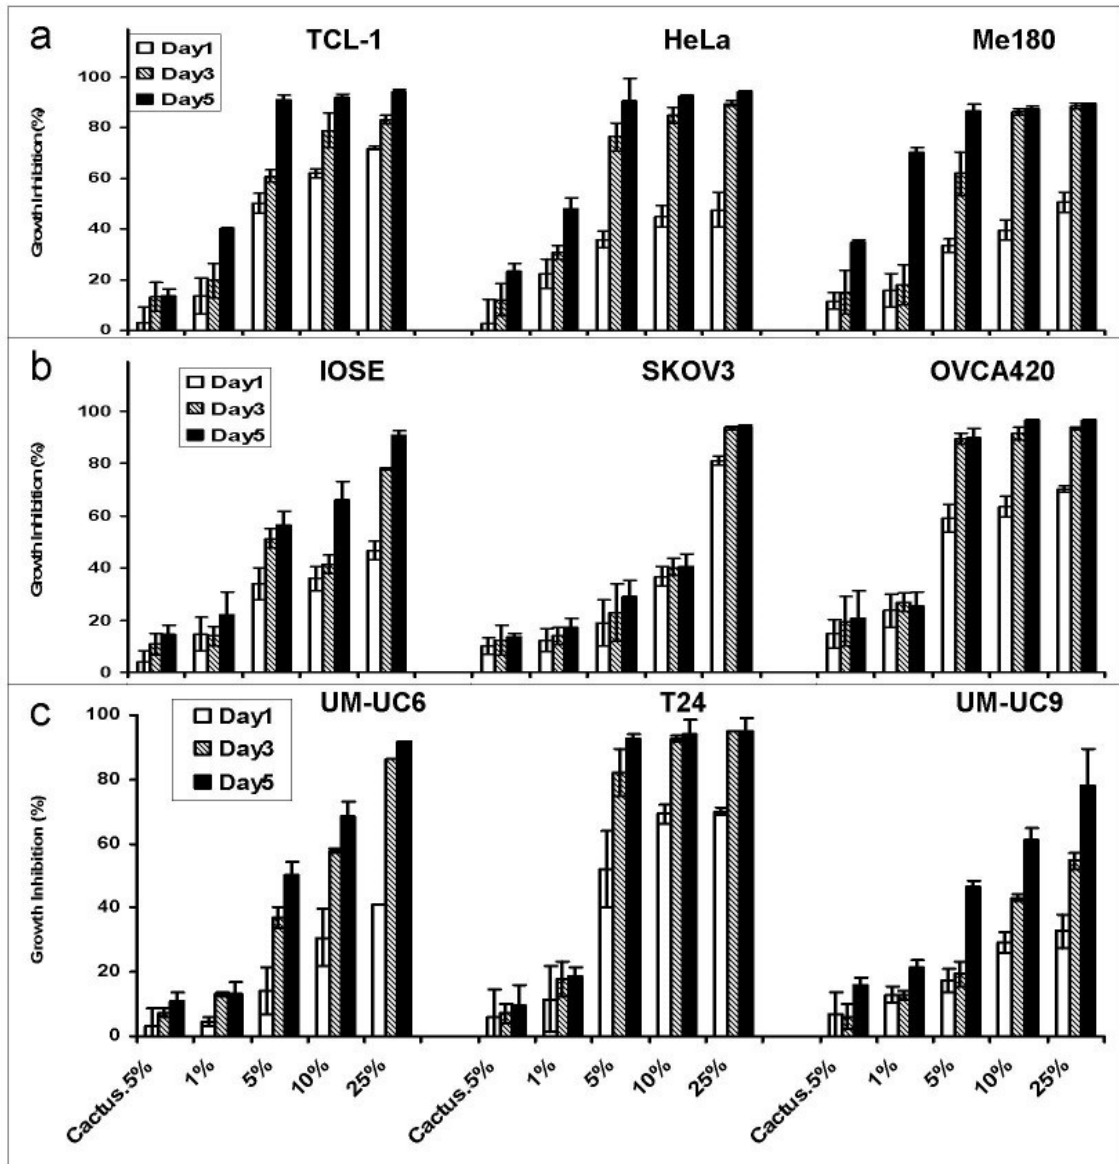 a
TCL-1 HeLa Me180
Day1
Day3
Day5
100
80
60
40
20
0
Growth Inhibition (%)
b
IOSE SKOV3 OVCA420
Day1
Day3
Day5
100
80
60
40
20
0
Growth Inhibition (%)
c
UM-UC6 T24 UM-UC9
Day1
Day3
Day5
100
80
60
40
20
0
Growth Inhibition (%)
Cactus.5% 1% 5% 10% 25% Cactus.5% 1% 5% 10% 25% Cactus.5% 1% 5% 10% 25%